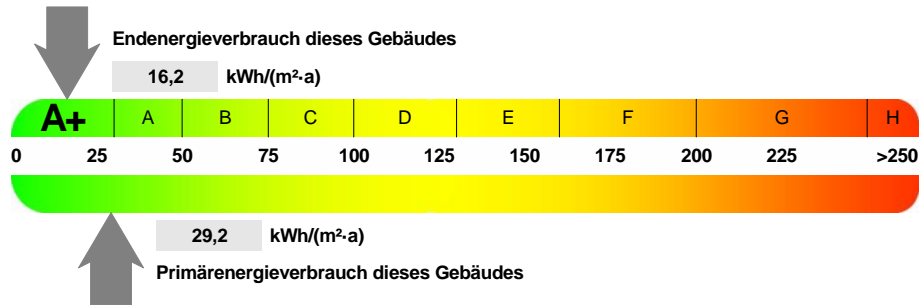 Endenergieverbrauch dieses Gebäudes
16,2 kWh/(m²·a)
A+ A B C D E F G H
0 25 50 75 100 125 150 175 200 225 >250
29,2 kWh/(m²·a)
Primärenergieverbrauch dieses Gebäudes